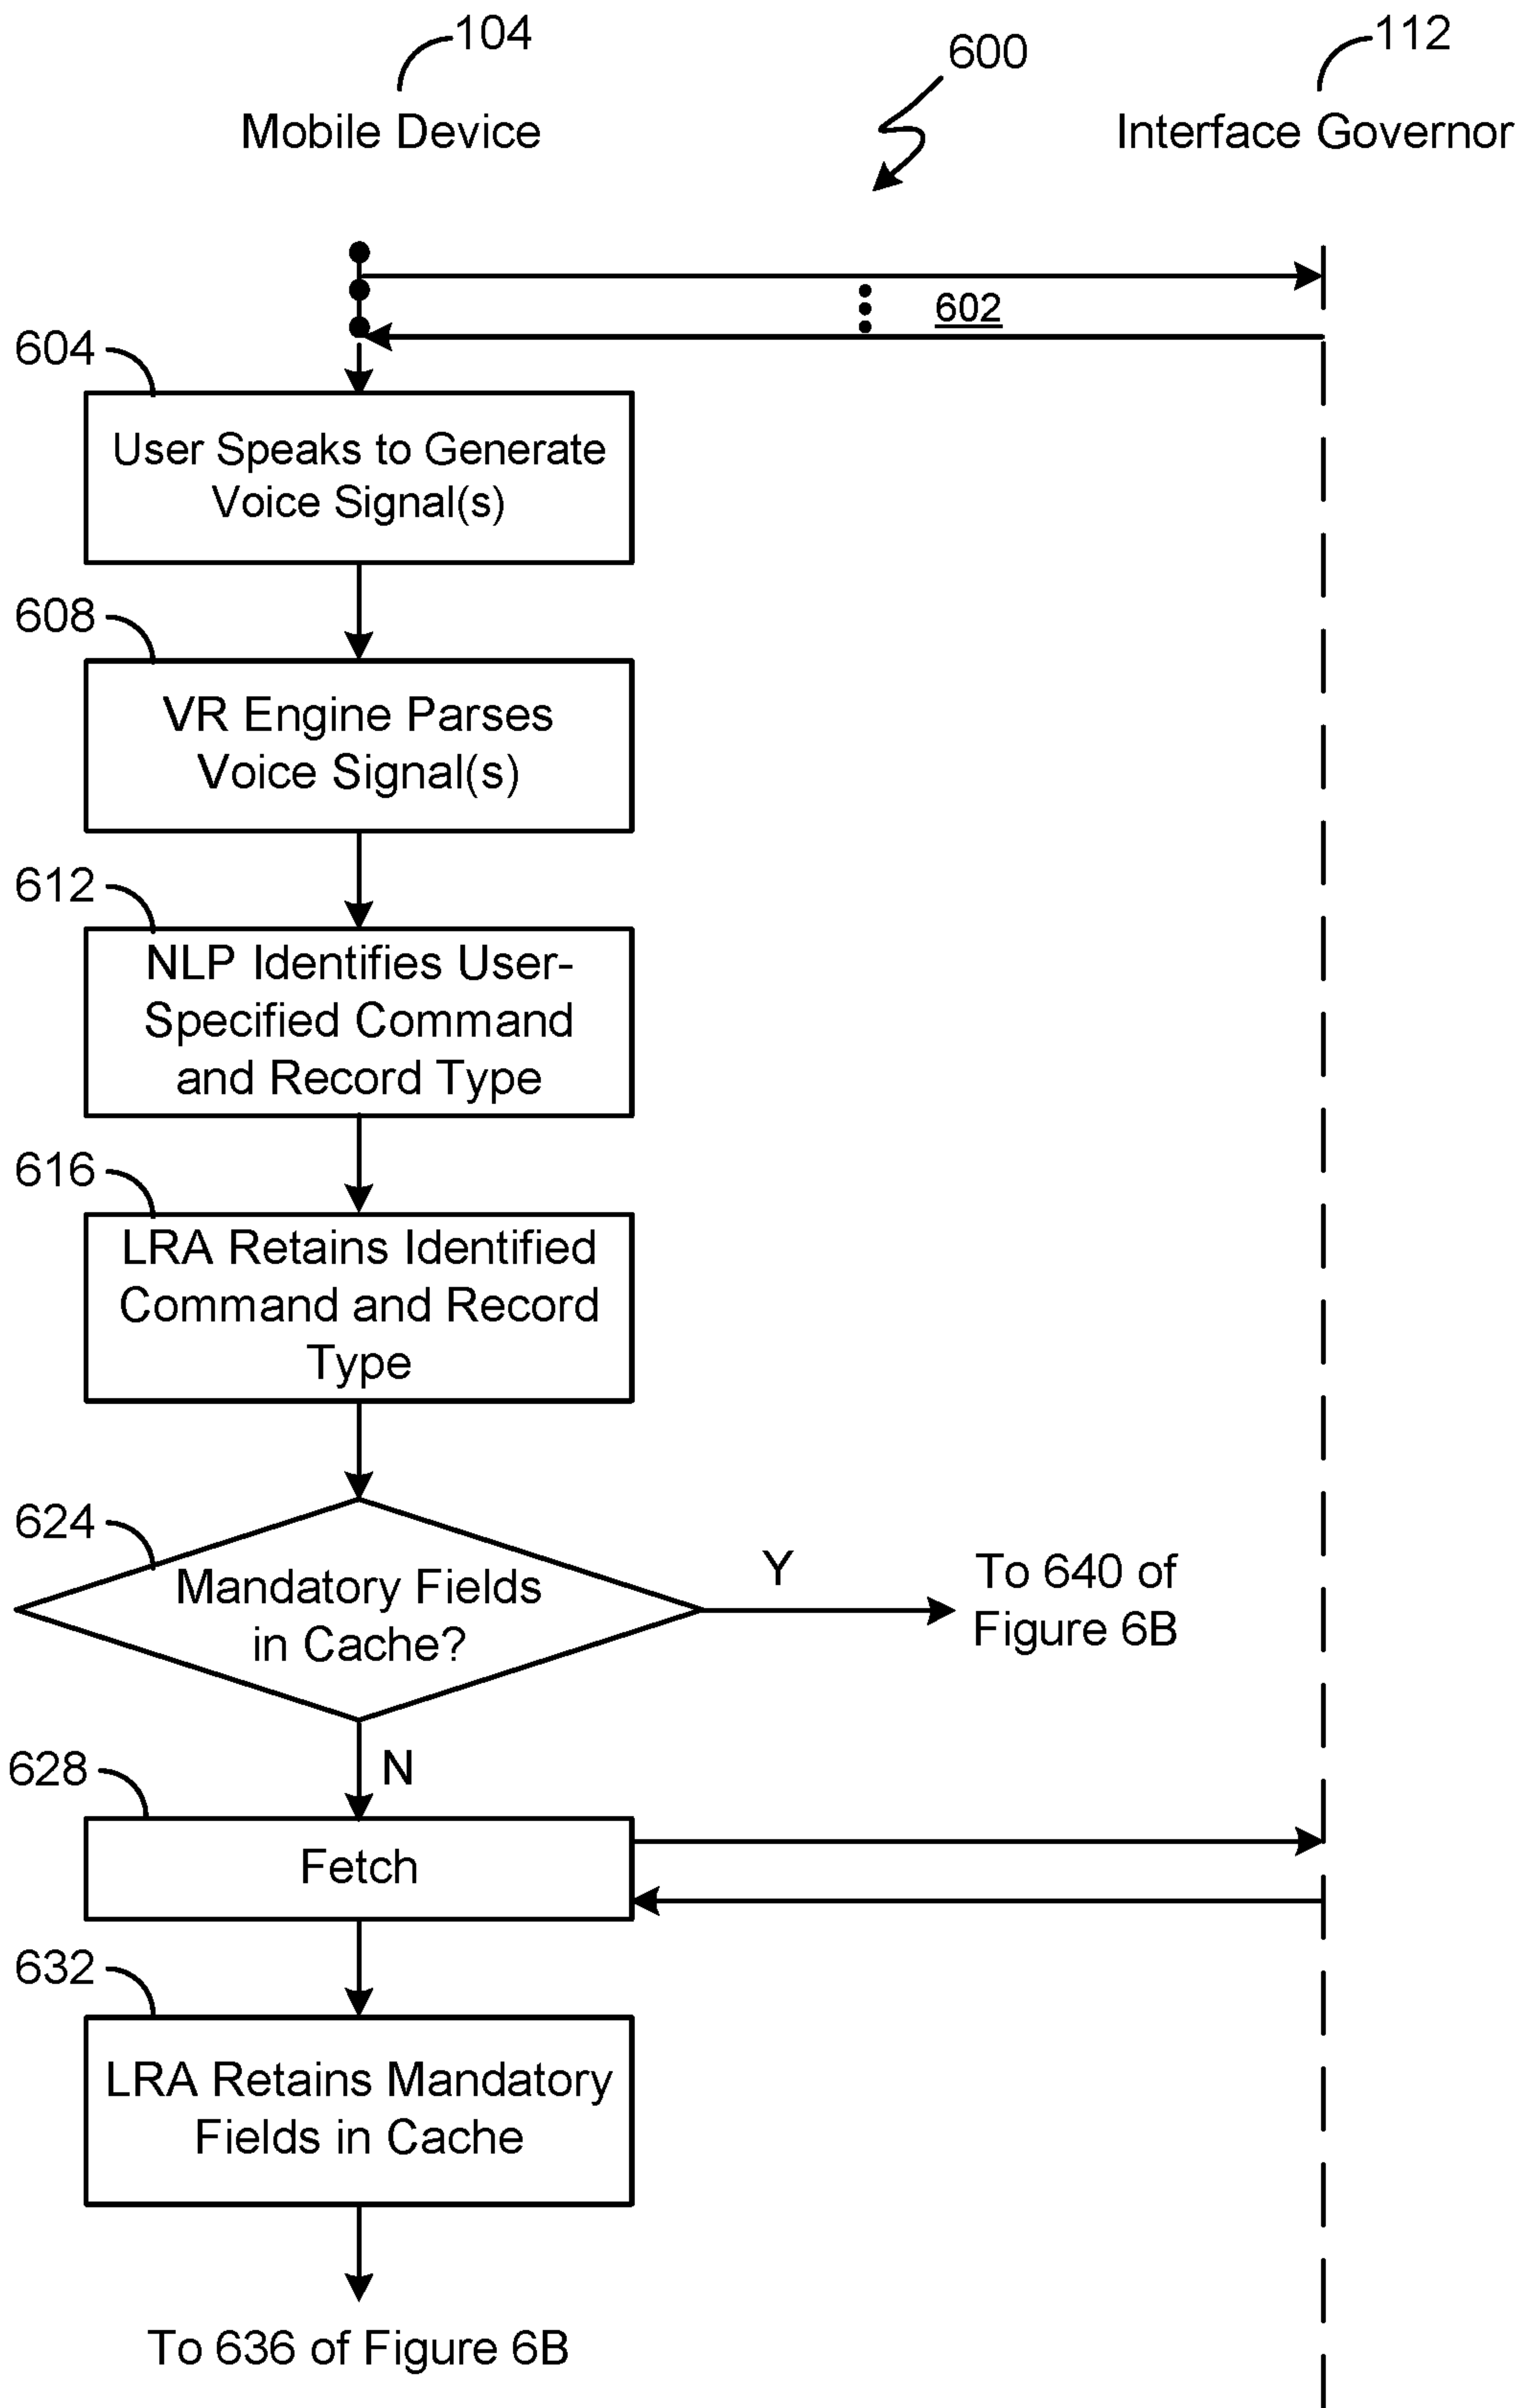 104
600
112
Mobile Device
Interface Governor
602
604
User Speaks to Generate
Voice Signal(s)
608
VR Engine Parses
Voice Signal(s)
612
NLP Identifies User-
Specified Command
and Record Type
616
LRA Retains Identified
Command and Record
Type
624
Mandatory Fields
in Cache?
Y
To 640 of
Figure 6B
N
628
Fetch
632
LRA Retains Mandatory
Fields in Cache
To 636 of Figure 6B